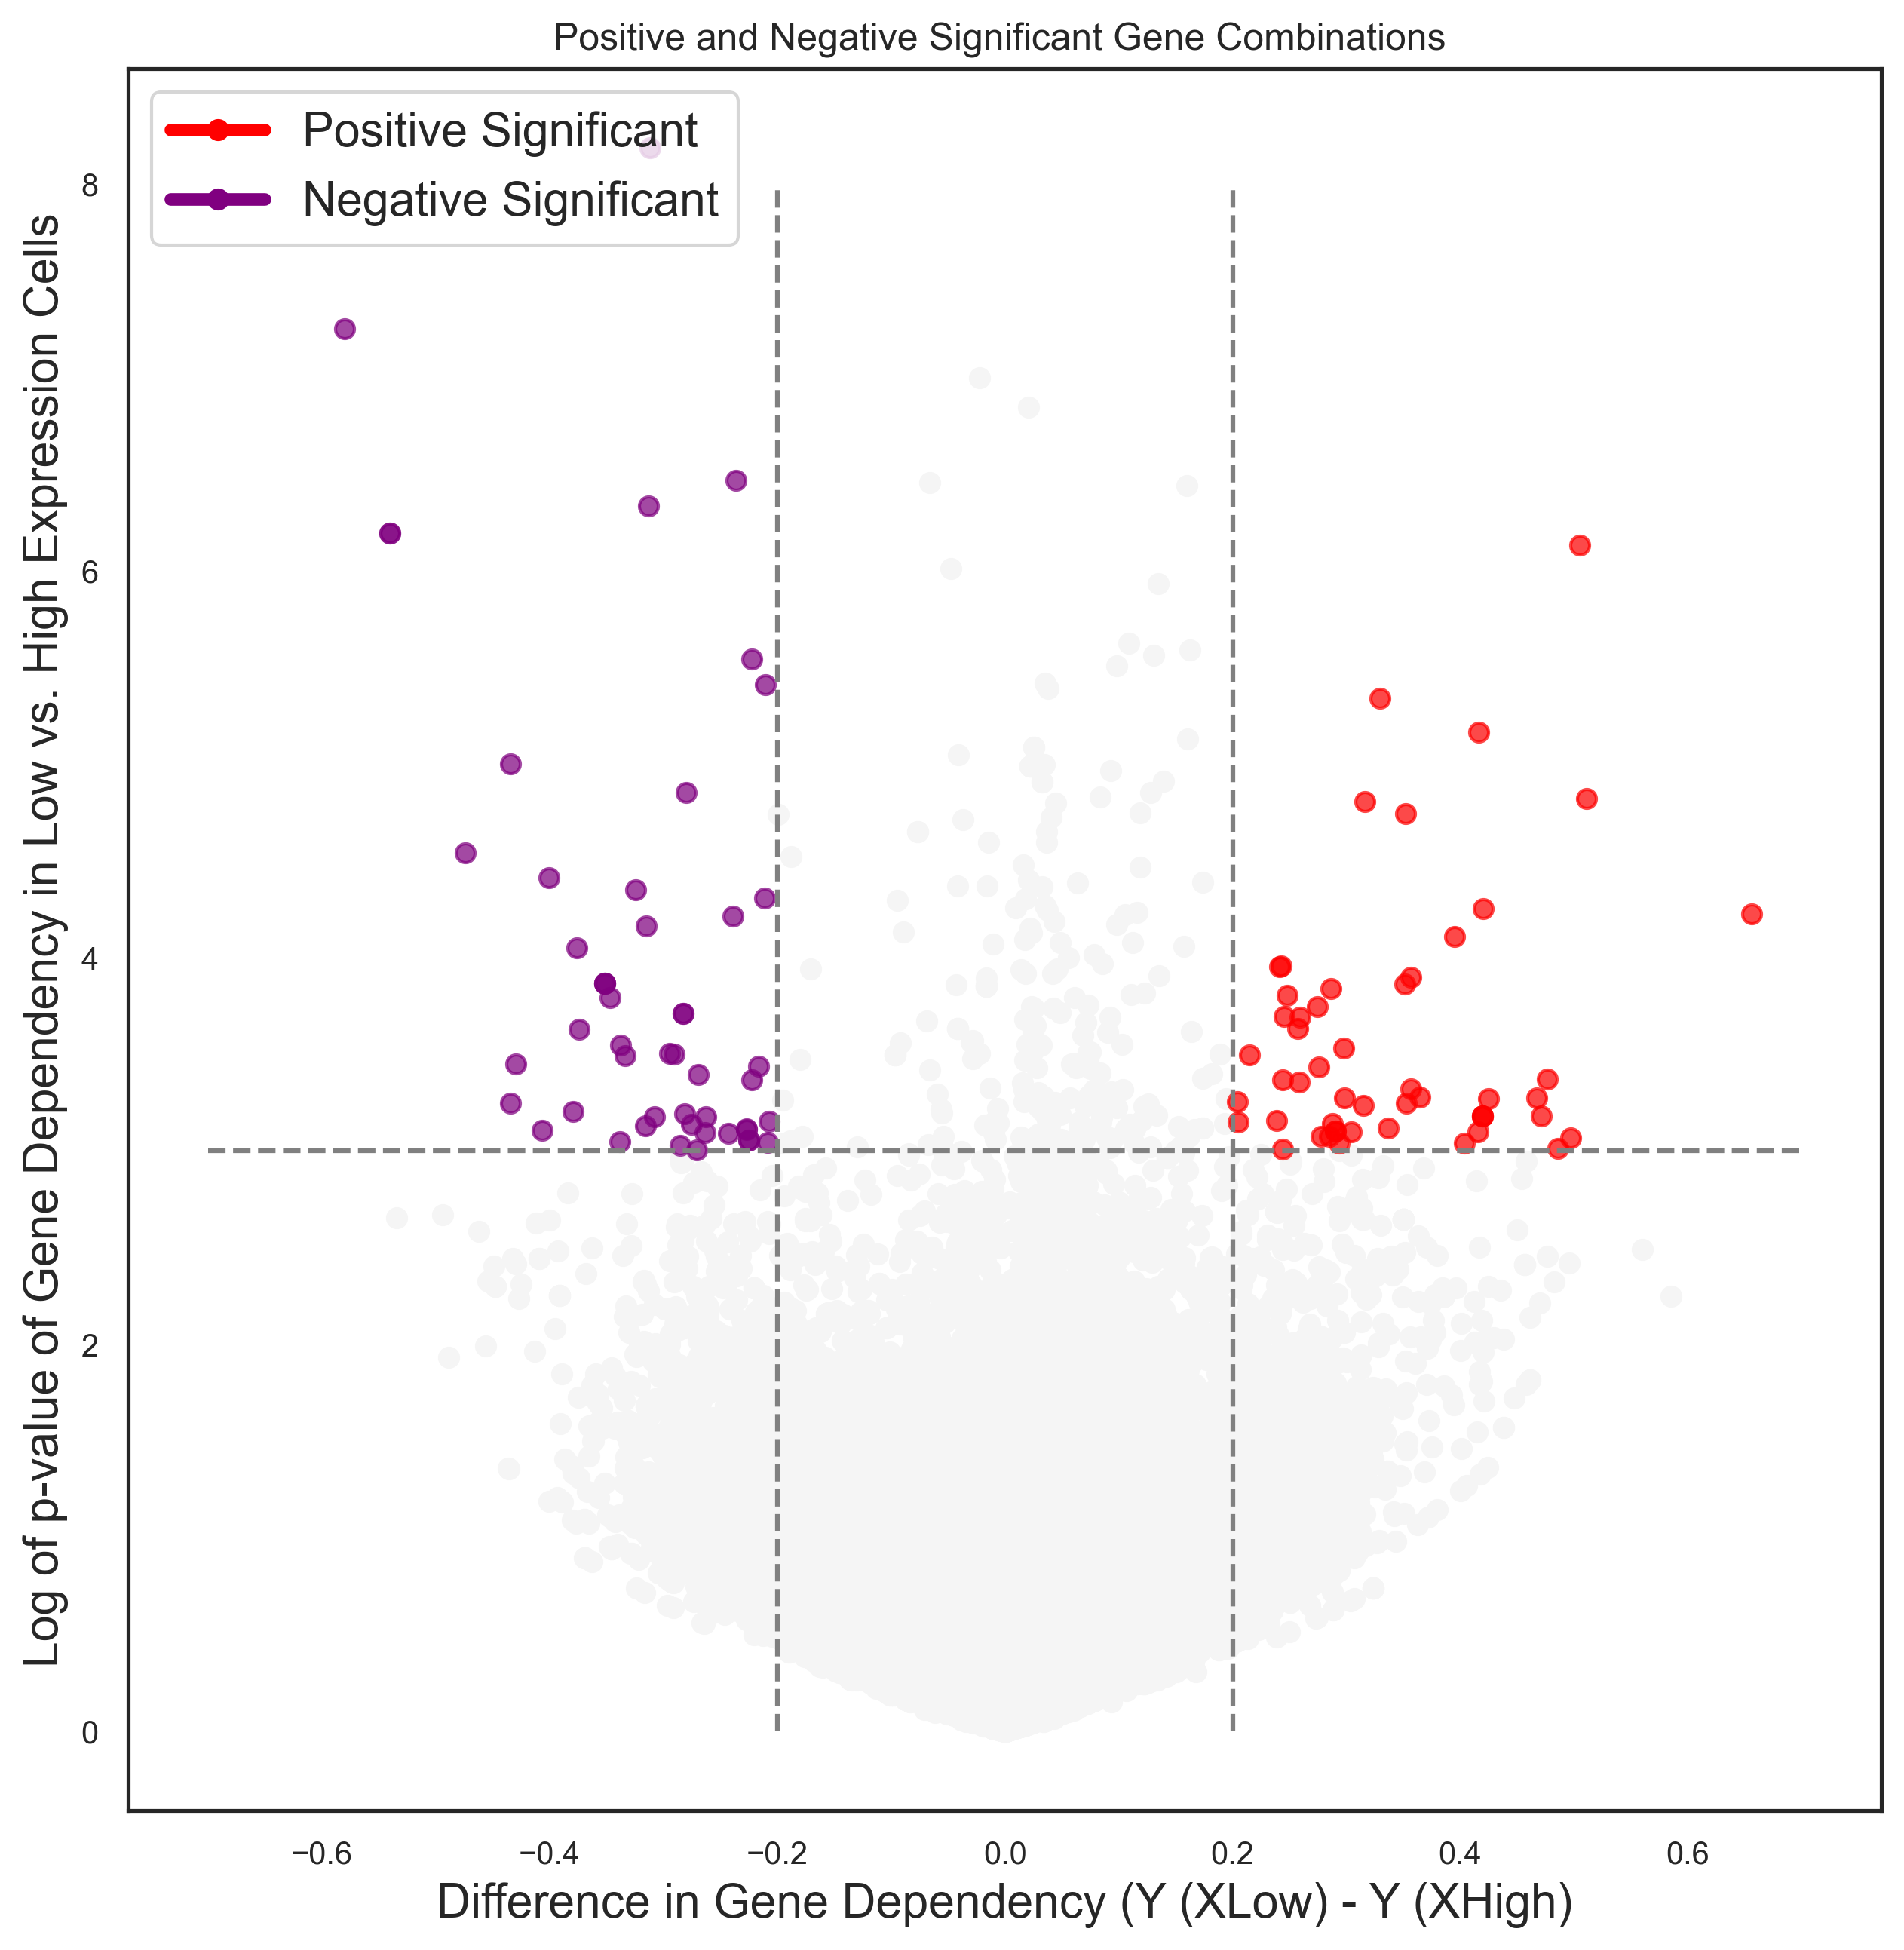 Positive and Negative Significant Gene Combinations
Positive Significant
Negative Significant
Log of p-value of Gene Dependency in Low vs. High Expression Cells
8
6
4
2
0
−0.6
−0.4
−0.2
0.0
0.2
0.4
0.6
Difference in Gene Dependency (Y (XLow) - Y (XHigh)